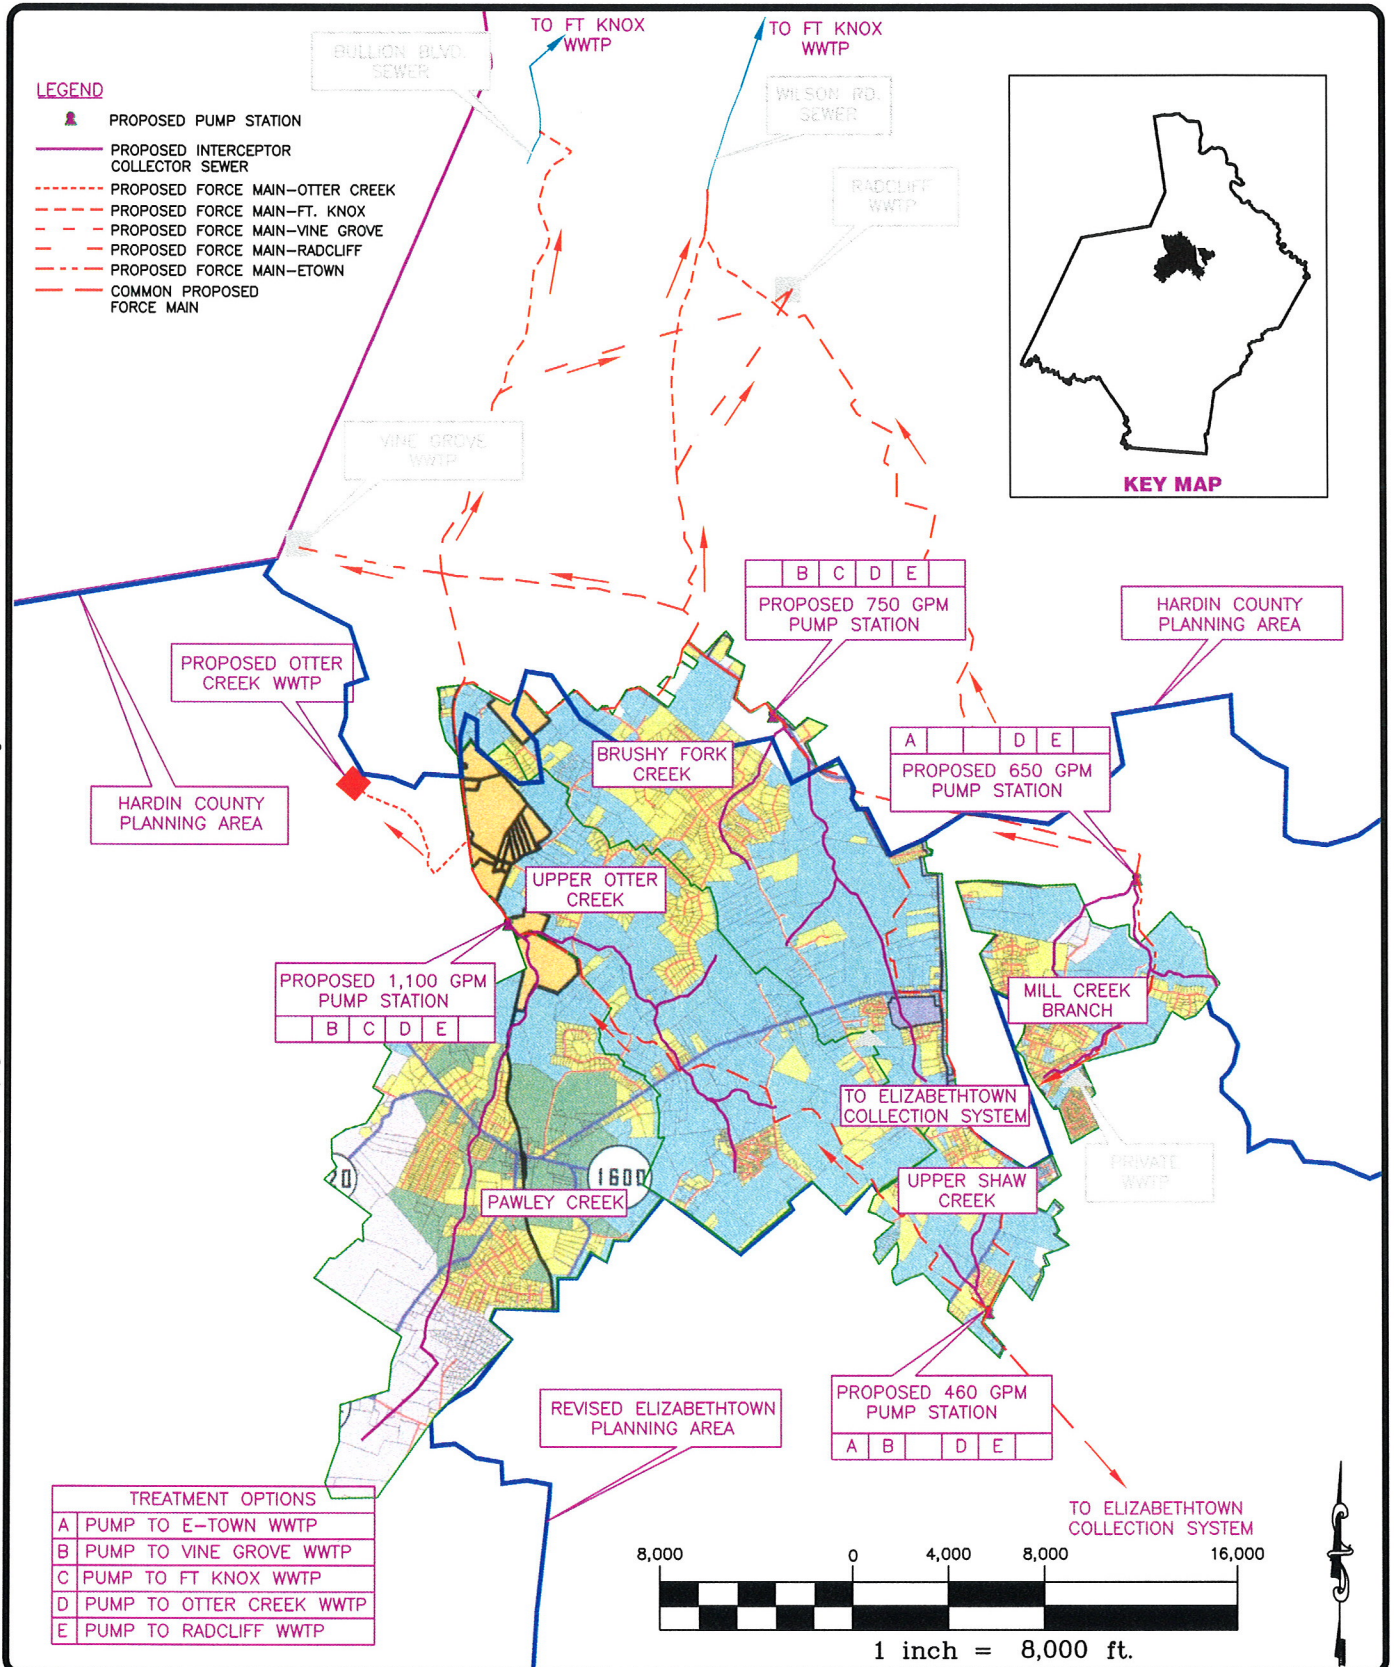 TO FT KNOX
WWTP
TO FT KNOX
WWTP
BULLION BLVD.
SEWER
WILSON RD.
SEWER
RADCLIFF
WWTP
LEGEND
PROPOSED PUMP STATION
PROPOSED INTERCEPTOR
COLLECTOR SEWER
PROPOSED FORCE MAIN-OTTER CREEK
PROPOSED FORCE MAIN-FT. KNOX
PROPOSED FORCE MAIN-VINE GROVE
PROPOSED FORCE MAIN-RADCLIFF
PROPOSED FORCE MAIN-ETOWN
COMMON PROPOSED
FORCE MAIN
KEY MAP
VINE GROVE
WWTP
B C D E
PROPOSED 750 GPM
PUMP STATION
HARDIN COUNTY
PLANNING AREA
PROPOSED OTTER
CREEK WWTP
A D E
PROPOSED 650 GPM
PUMP STATION
BRUSHY FORK
CREEK
HARDIN COUNTY
PLANNING AREA
UPPER OTTER
CREEK
PROPOSED 1,100 GPM
PUMP STATION
B C D E
MILL CREEK
BRANCH
TO ELIZABETHTOWN
COLLECTION SYSTEM
PRIVATE
WWTP
1600
UPPER SHAW
CREEK
PAWLEY CREEK
REVISED ELIZABETHTOWN
PLANNING AREA
PROPOSED 460 GPM
PUMP STATION
A B D E
TO ELIZABETHTOWN
COLLECTION SYSTEM
TREATMENT OPTIONS
A PUMP TO E-TOWN WWTP
B PUMP TO VINE GROVE WWTP
C PUMP TO FT KNOX WWTP
D PUMP TO OTTER CREEK WWTP
E PUMP TO RADCLIFF WWTP
8,000 0 4,000 8,000 16,000
1 inch = 8,000 ft.